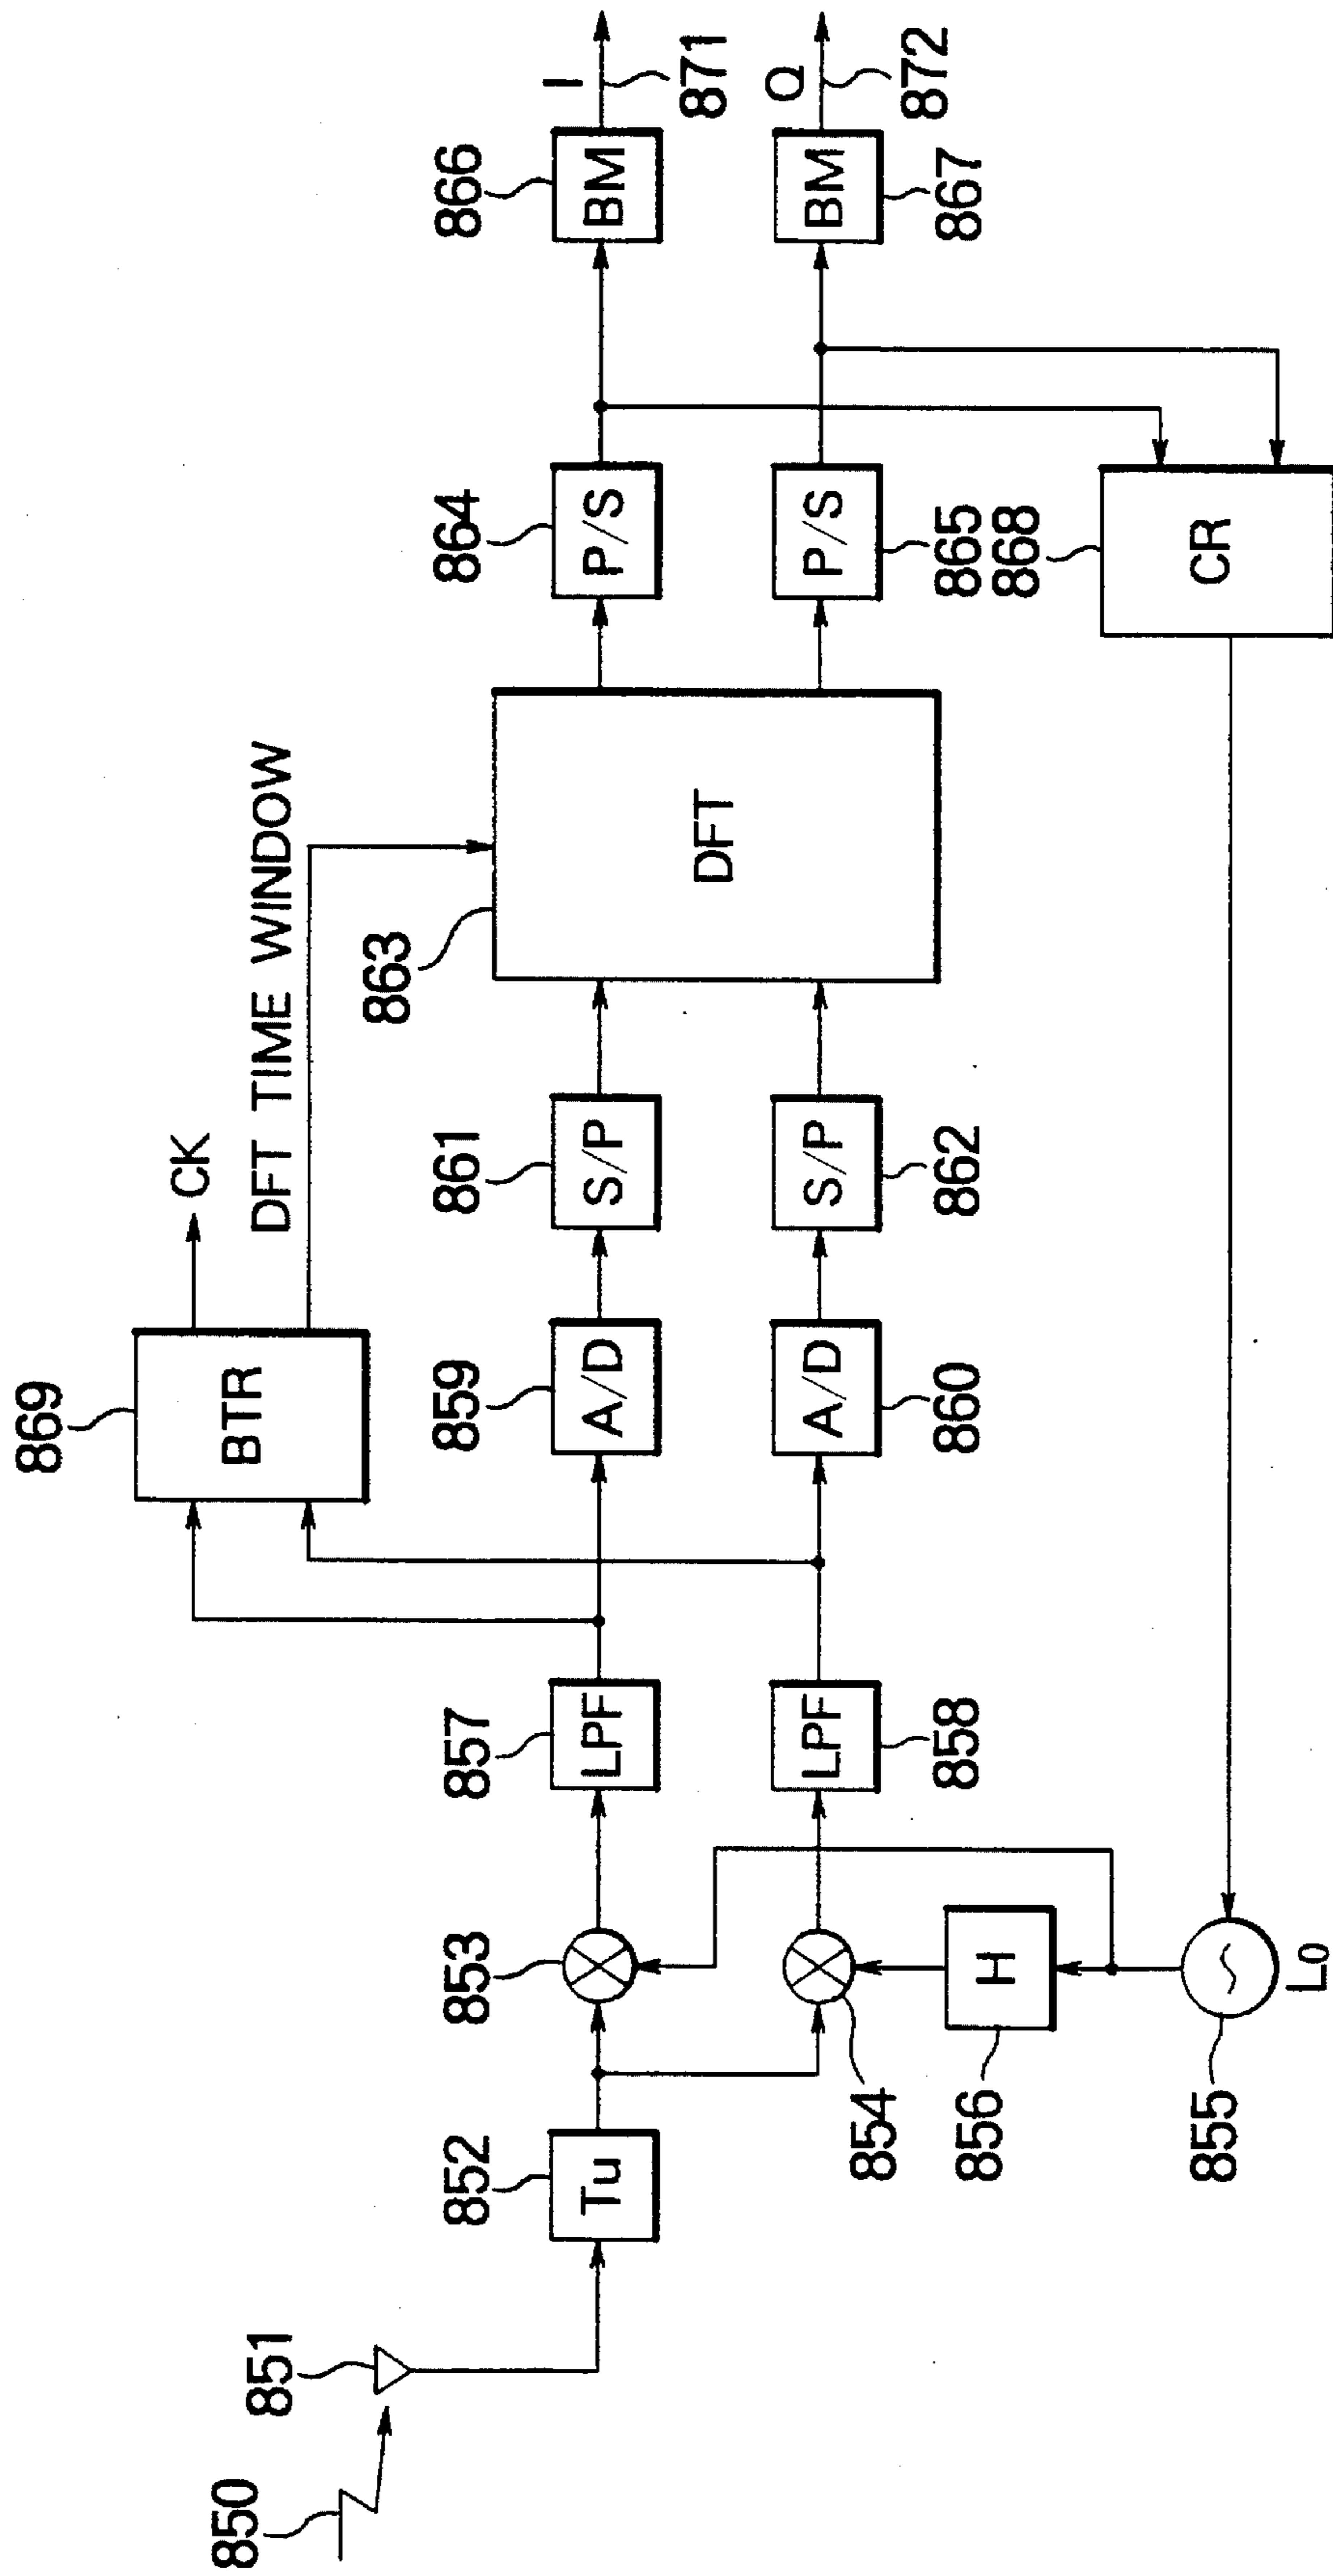 850
851
852
Tu
853
854
H
856
L0
855
857
LPF
LPF
858
869
BTR
CK
DFT TIME WINDOW
859
A/D
A/D
860
861
S/P
S/P
862
863
DFT
864
P/S
P/S
865
868
CR
866
BM
BM
867
I
871
Q
872